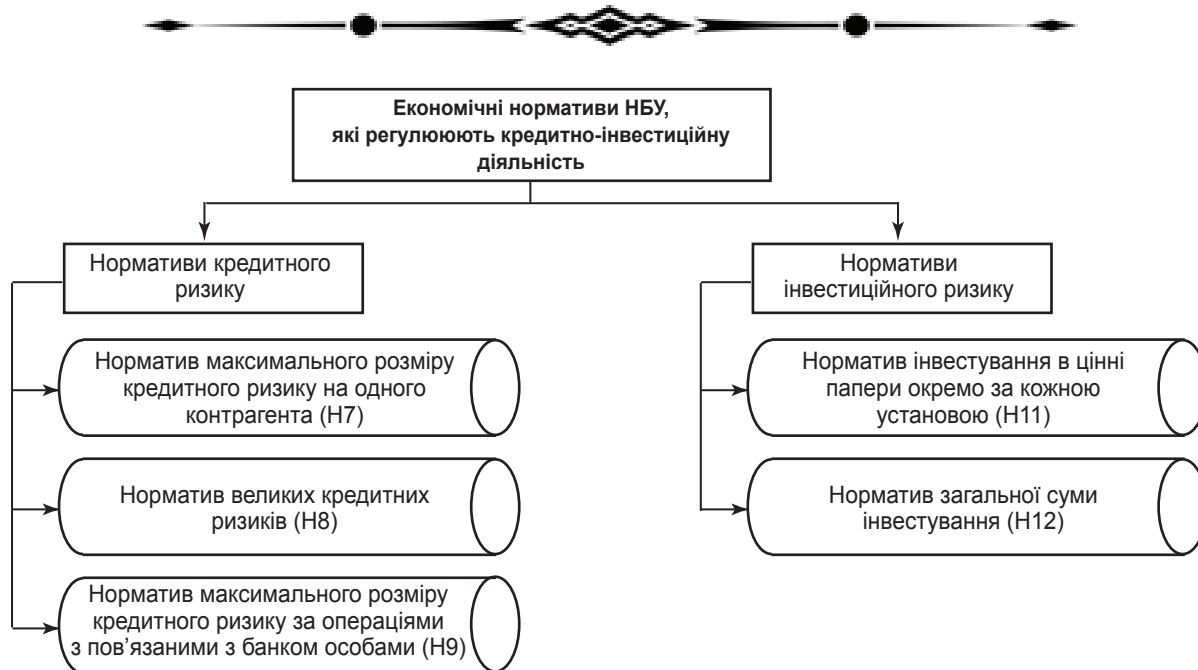 Економічні нормативи НБУ,
які регулюють кредитно-інвестиційну
діяльність
Нормативи кредитного
ризику
Норматив максимального розміру
кредитного ризику на одного
контрагента (Н7)
Норматив великих кредитних
ризиків (Н8)
Норматив максимального розміру
кредитного ризику за операціями
з пов’язаними з банком особами (Н9)
Нормативи
інвестиційного ризику
Норматив інвестування в цінні
папери окремо за кожною
установою (Н11)
Норматив загальної суми
інвестування (Н12)